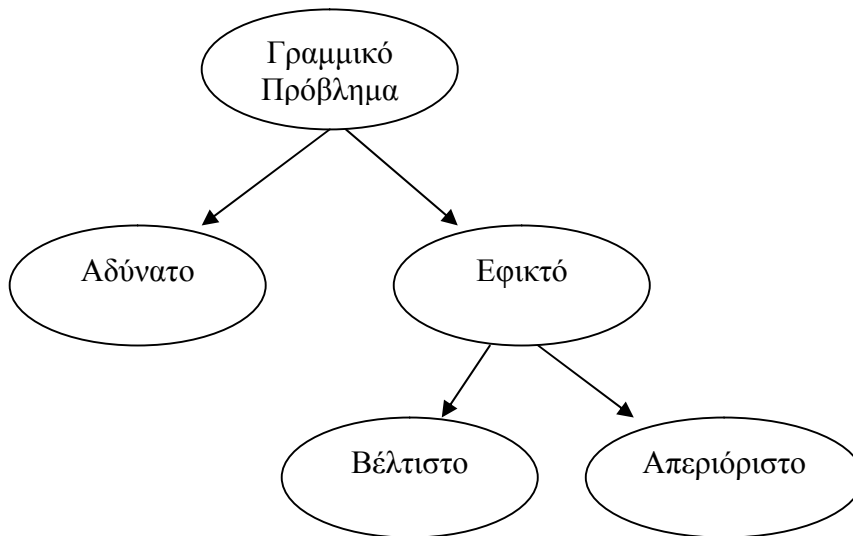 Γραμμικό
Πρόβλημα
Αδύνατο
Εφικτό
Βέλτιστο
Απεριόριστο